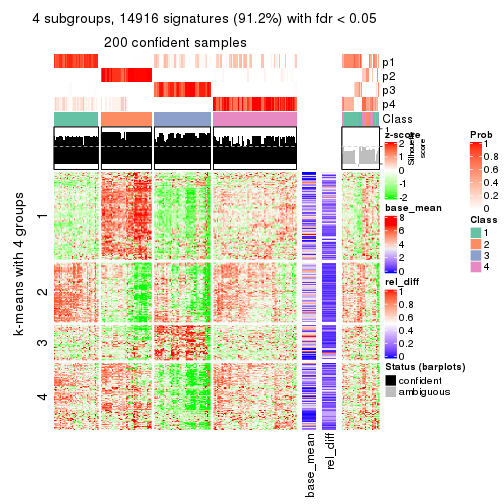 4 subgroups, 14916 signatures (91.2%) with fdr < 0.05
200 confident samples
p1
p2
p3
p4
Class
1
Silhouette
score
k-means with 4 groups
1
2
3
4
base_mean
rel_diff
z-score
2
1
0
-1
-2
base_mean
8
6
4
2
0
rel_diff
1
0.8
0.6
0.4
0.2
0
Status (barplots)
confident
ambiguous
Prob
1
0.8
0.6
0.4
0.2
0
Class
1
2
3
4